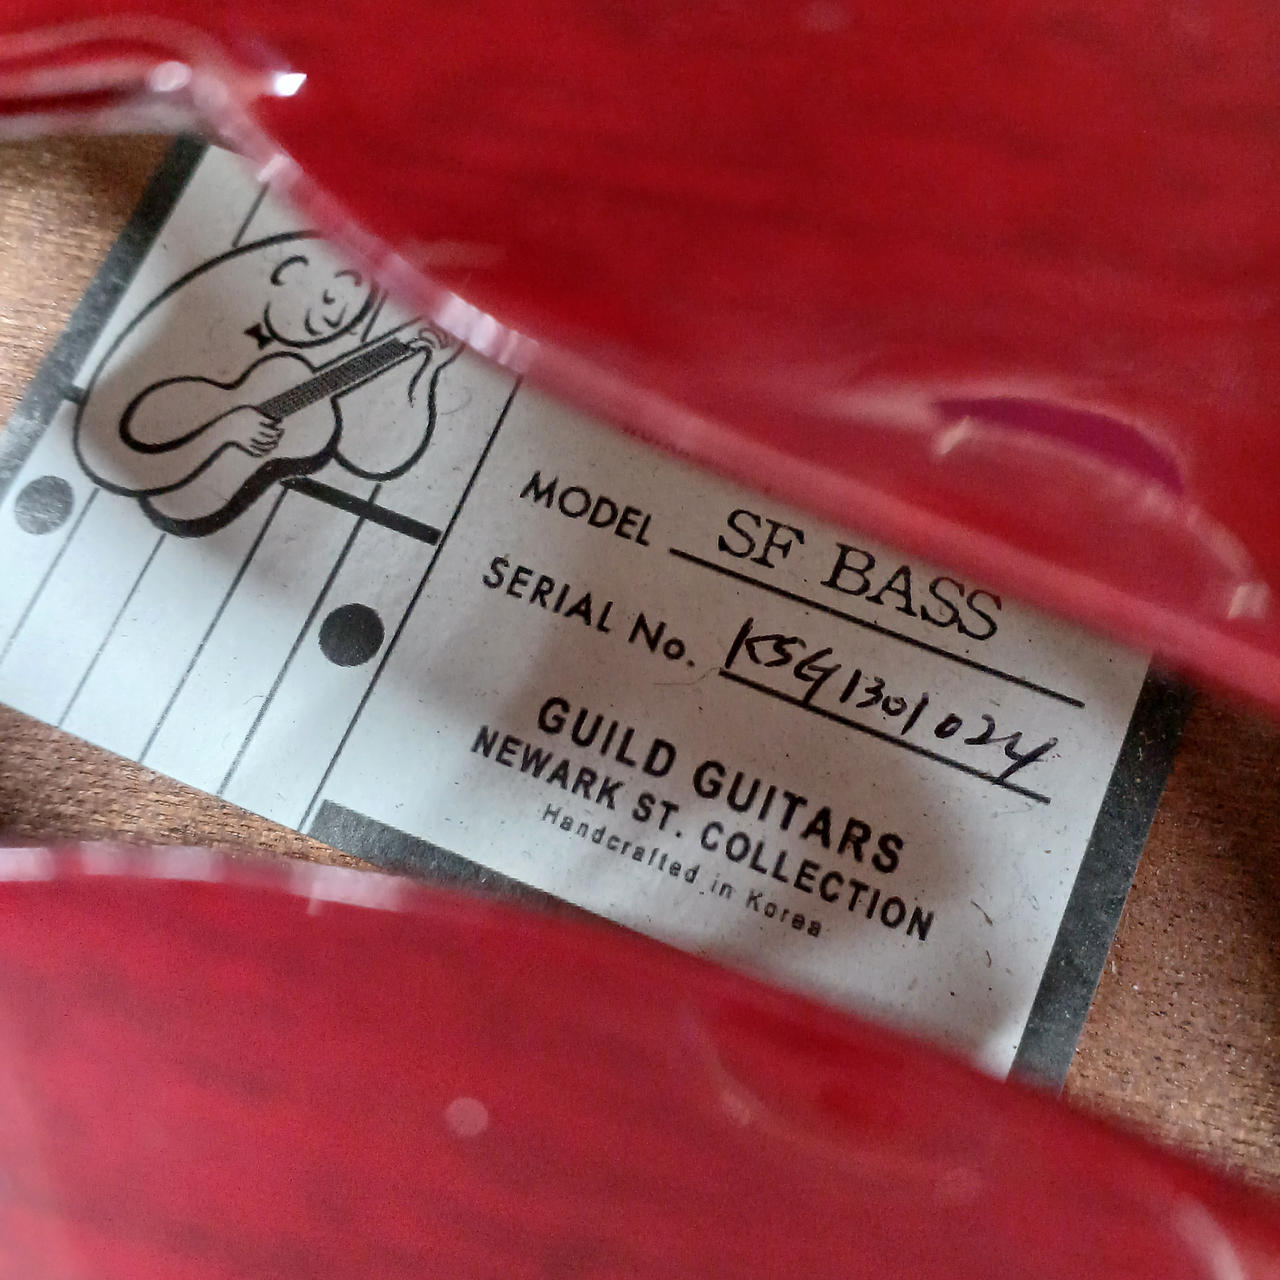 MODEL SF BASS
SERIAL No. KSG1301024
GUILD GUITARS
NEWARK ST. COLLECTION
Handcrafted in Korea